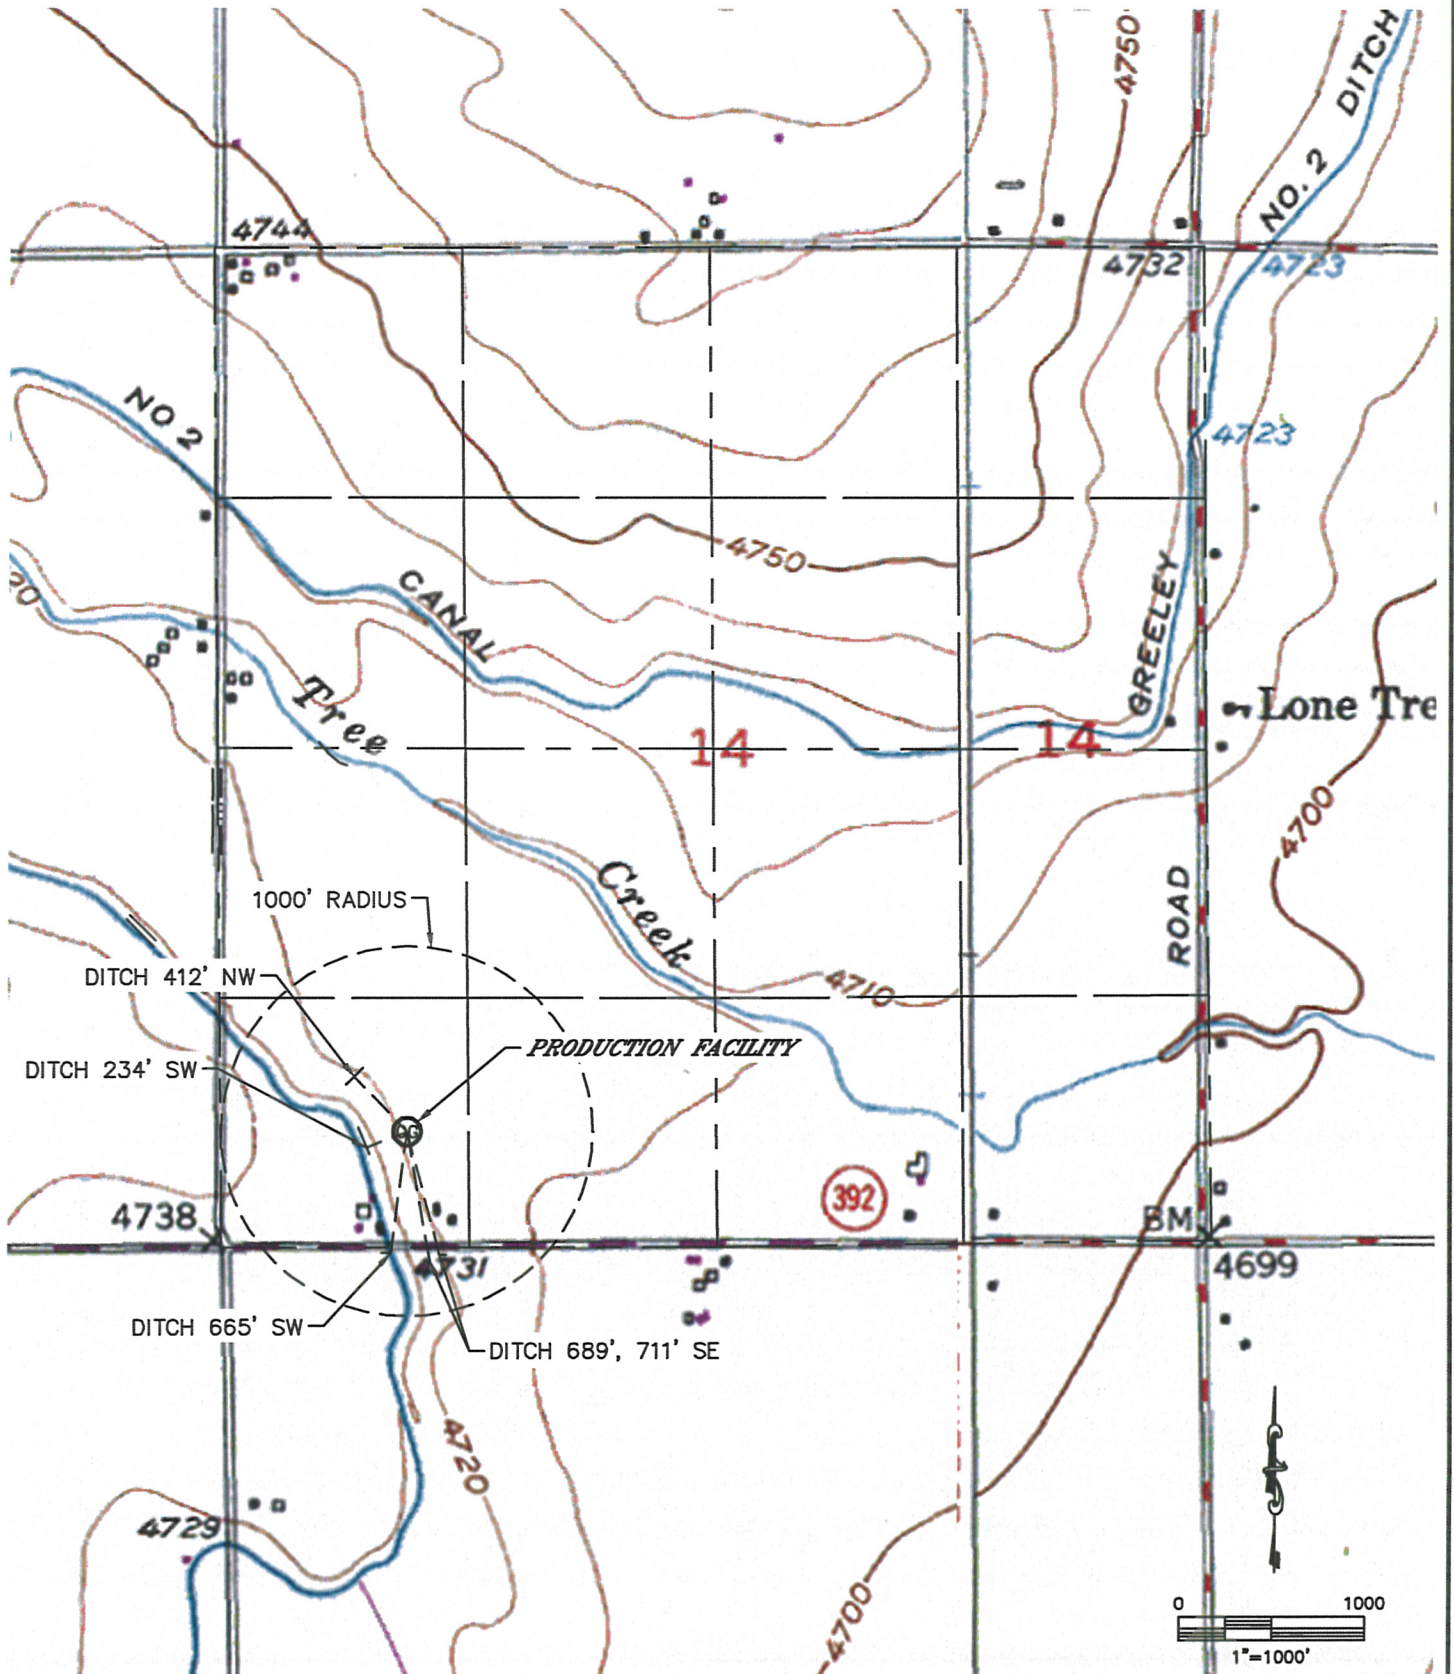 4750
NO. 2 DITCH
4744
4732
4723
NO 2
4723
4750
CANAL
GREELEY
Tree
Lone Tre
14
14
4700
Creek
ROAD
1000' RADIUS
DITCH 412' NW
4710
PRODUCTION FACILITY
DITCH 234' SW
392
4738
BM
4731
4699
DITCH 665' SW
DITCH 689', 711' SE
4720
4729
4700
0 1000
1"=1000'